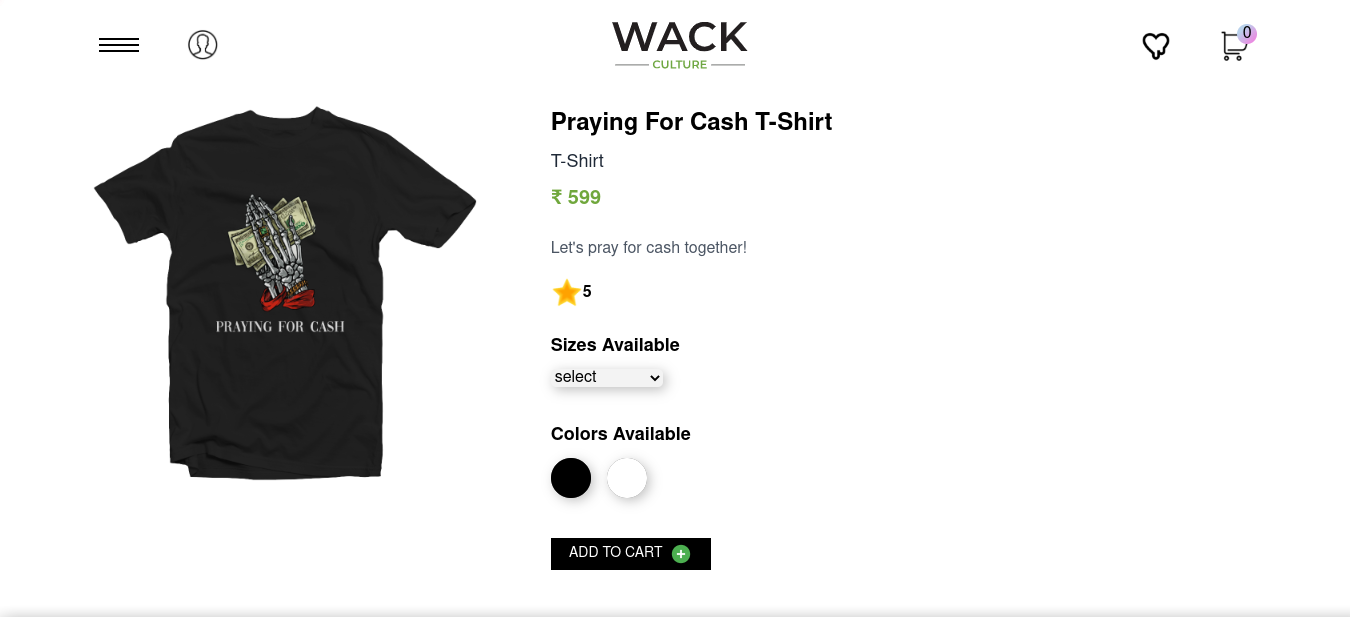 WACK
CULTURE
0
Praying For Cash T-Shirt
T-Shirt
₹ 599
Let's pray for cash together!
5
Sizes Available
select
Colors Available
ADD TO CART
PRAYING FOR CASH